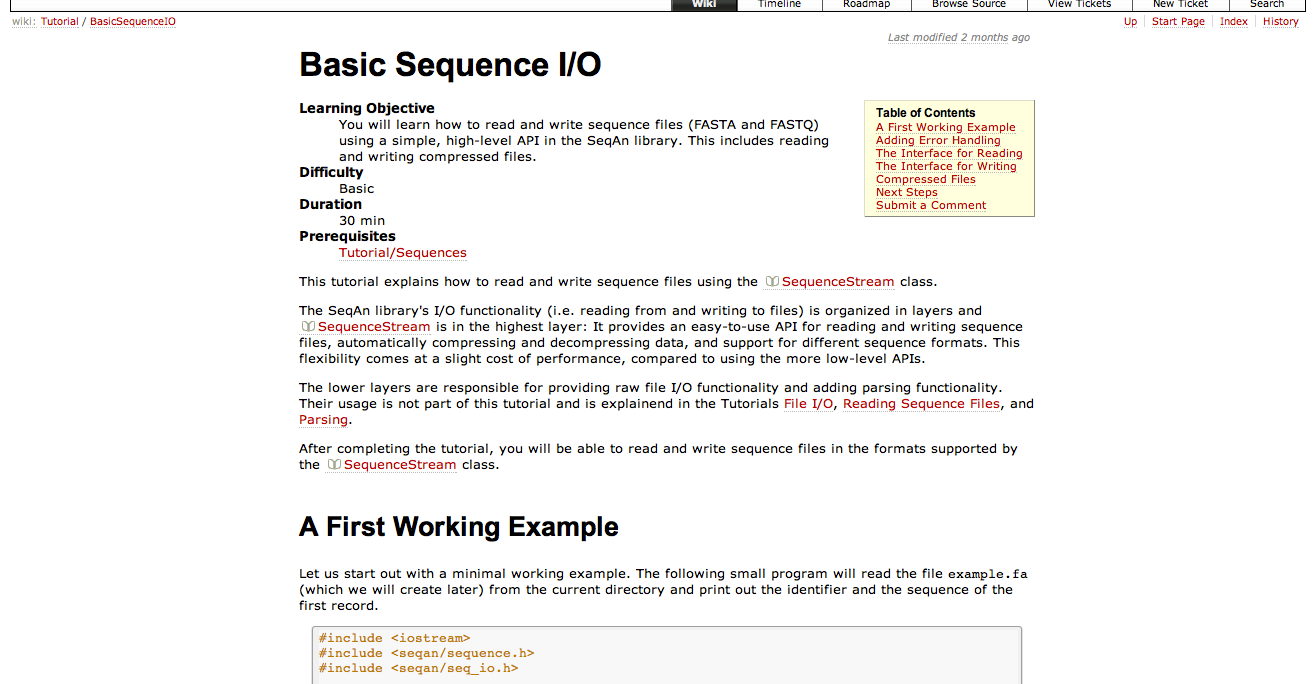 Wiki Timeline Roadmap Browse Source View Tickets New Ticket Search
wiki: Tutorial / BasicSequenceIO
Up Start Page Index History
Last modified 2 months ago
Basic Sequence I/O
Learning Objective
You will learn how to read and write sequence files (FASTA and FASTQ)
using a simple, high-level API in the SeqAn library. This includes reading
and writing compressed files.
Difficulty
Basic
Duration
30 min
Prerequisites
Tutorial/Sequences
Table of Contents
A First Working Example
Adding Error Handling
The Interface for Reading
The Interface for Writing
Compressed Files
Next Steps
Submit a Comment
This tutorial explains how to read and write sequence files using the SequenceStream class.
The SeqAn library's I/O functionality (i.e. reading from and writing to files) is organized in layers and
SequenceStream is in the highest layer: It provides an easy-to-use API for reading and writing sequence
files, automatically compressing and decompressing data, and support for different sequence formats. This
flexibility comes at a slight cost of performance, compared to using the more low-level APIs.
The lower layers are responsible for providing raw file I/O functionality and adding parsing functionality.
Their usage is not part of this tutorial and is explainend in the Tutorials File I/O, Reading Sequence Files, and
Parsing.
After completing the tutorial, you will be able to read and write sequence files in the formats supported by
the SequenceStream class.
A First Working Example
Let us start out with a minimal working example. The following small program will read the file example.fa
(which we will create later) from the current directory and print out the identifier and the sequence of the
first record.
#include <iostream>
#include <seqan/sequence.h>
#include <seqan/seq_io.h>